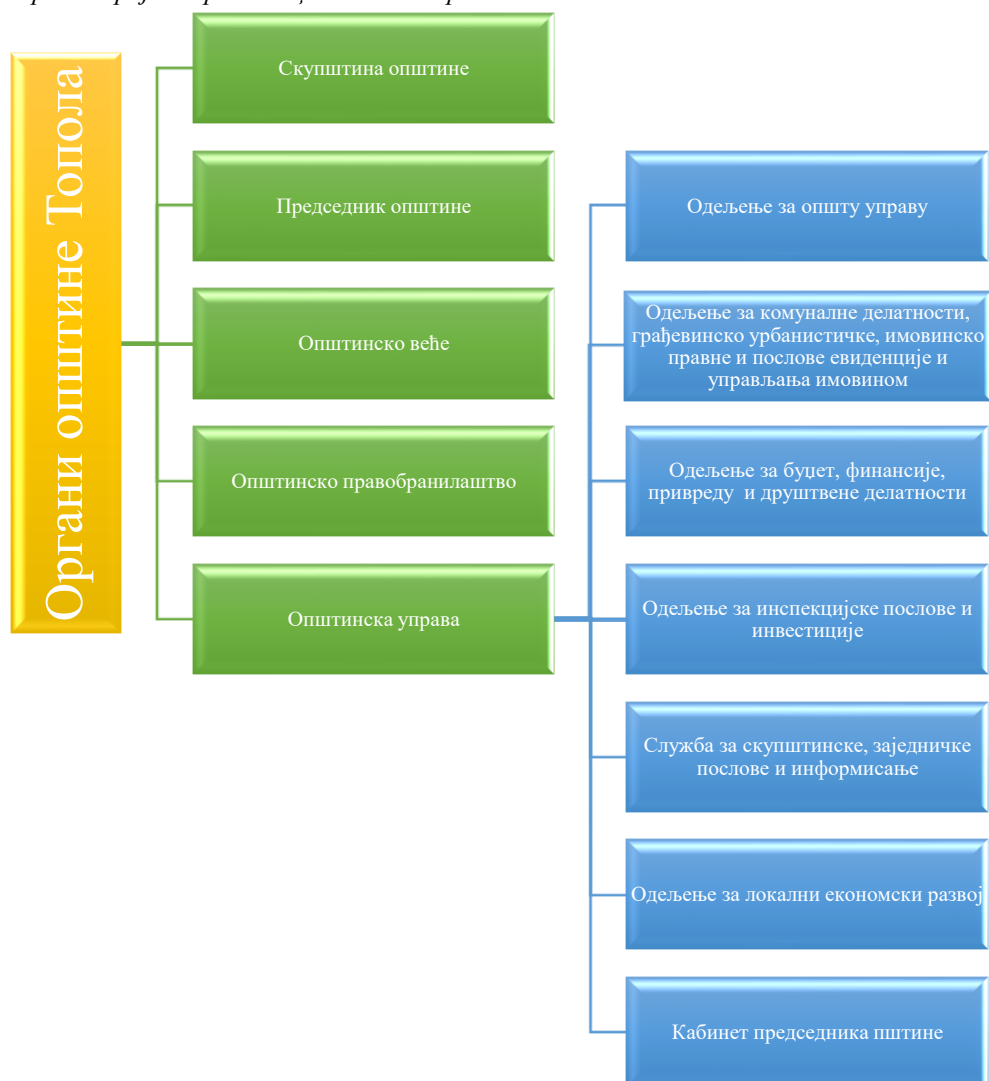 Органи општине Топола
Скупштина општине
Председник општине
Општинско веће
Општинско правобранилаштво
Општинска управа
Одељење за општу управу
Одељење за комуналне делатности,
грађевинско урбанистичке, имовинско
правне и послове евиденције и
управљања имовином
Одељење за буџет, финансије,
привреду и друштвене делатности
Одељење за инспекцијске послове и
инвестиције
Служба за скупштинске, заједничке
послове и информисање
Одељење за локални економски развој
Кабинет председника пштине